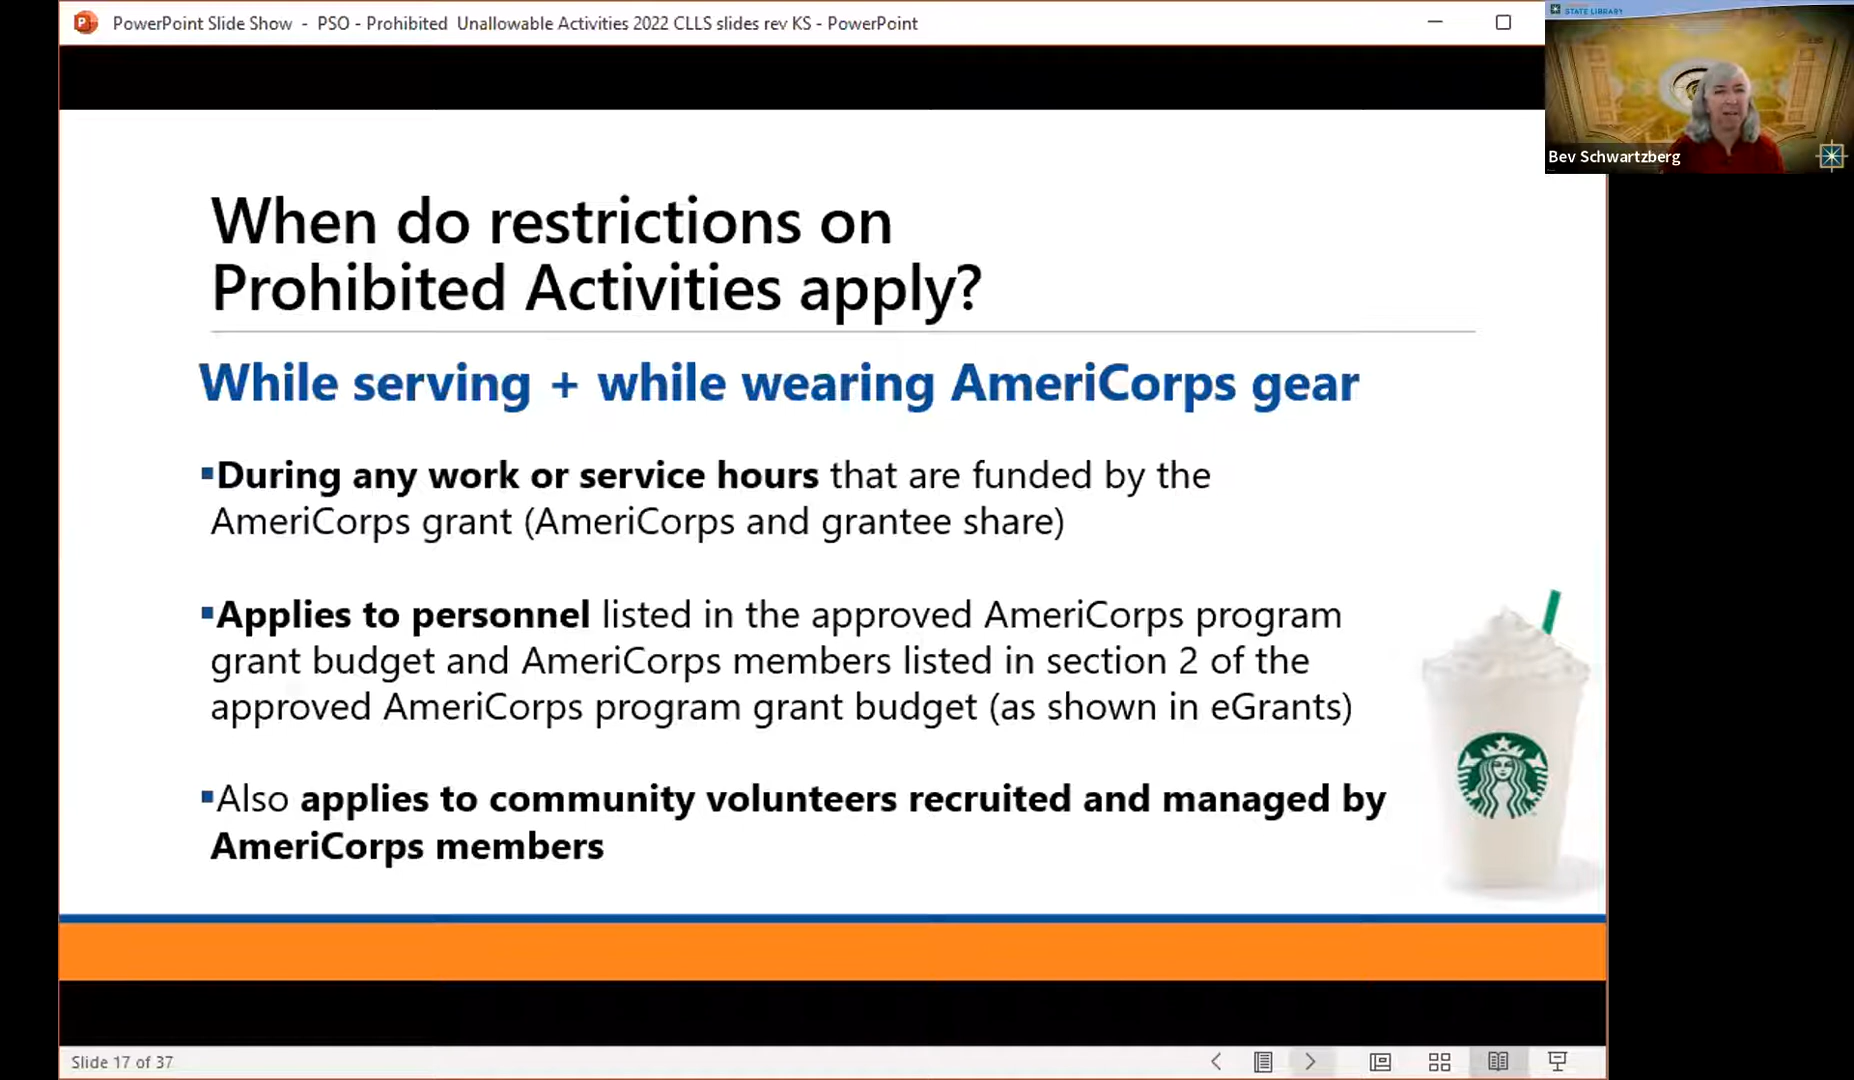 PowerPoint Slide Show - PSO - Prohibited Unallowable Activities 2022 CLLS slides rev KS - PowerPoint
STATE LIBRARY
Bev Schwartzberg
When do restrictions on
Prohibited Activities apply?
While serving + while wearing AmeriCorps gear
▪During any work or service hours that are funded by the
AmeriCorps grant (AmeriCorps and grantee share)
▪Applies to personnel listed in the approved AmeriCorps program
grant budget and AmeriCorps members listed in section 2 of the
approved AmeriCorps program grant budget (as shown in eGrants)
▪Also applies to community volunteers recruited and managed by
AmeriCorps members
Slide 17 of 37